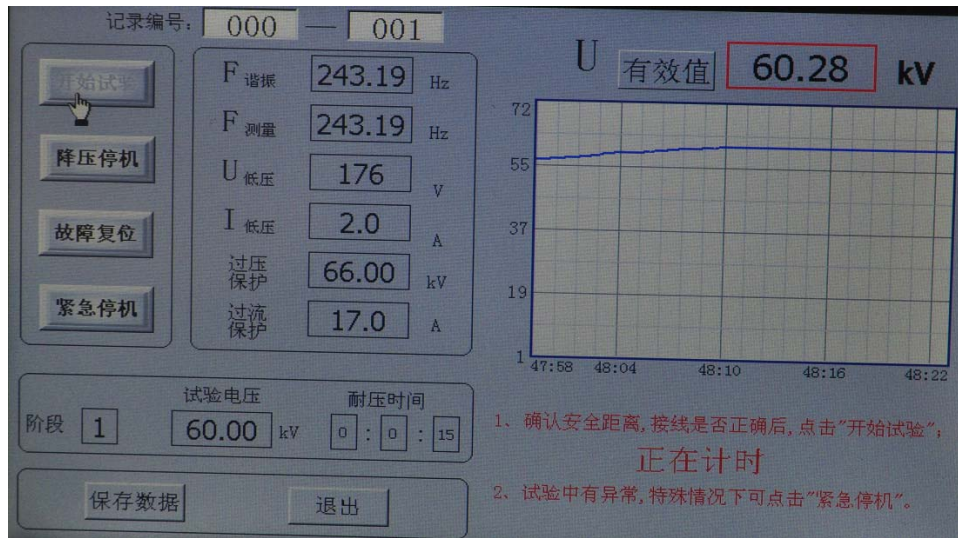 记录编号: 000 — 001
开始试验
降压停机
故障复位
紧急停机
F 谐振 243.19 Hz
F 测量 243.19 Hz
U 低压 176 V
I 低压 2.0 A
过压保护 66.00 kV
过流保护 17.0 A
U 有效值 60.28 kV
72
55
37
19
1
47:58 48:04 48:10 48:16 48:22
试验电压 耐压时间
阶段 1 60.00 kV 0 : 0 : 15
保存数据 退出
1、确认安全距离,接线是否正确后,点击"开始试验";
正在计时
2、试验中有异常,特殊情况下可点击"紧急停机"。